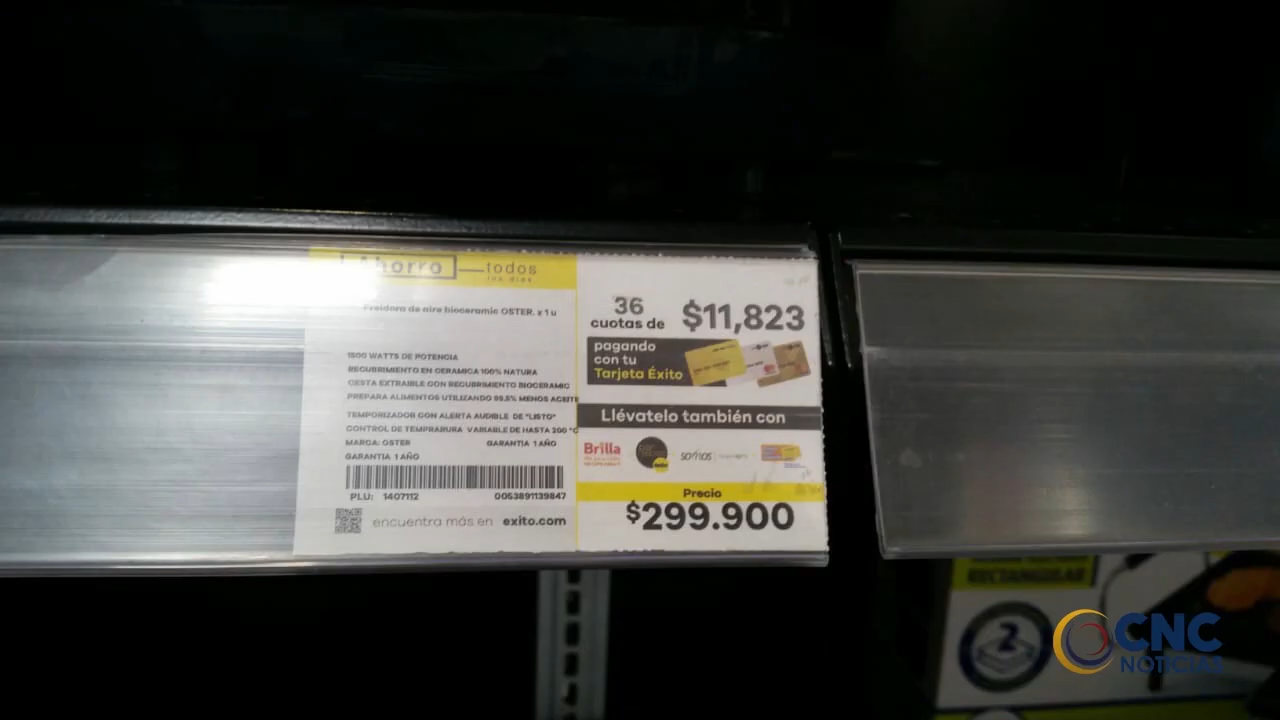 Ahorro todos
los días
Freidora de aire bioceramic OSTER. x 1 u
1500 WATTS DE POTENCIA
RECUBRIMIENTO EN CERAMICA 100% NATURA
CESTA EXTRAIBLE CON RECUBRIMIENTO BIOCERAMIC
PREPARA ALIMENTOS UTILIZANDO 99.5% MENOS ACEIT
TEMPORIZADOR CON ALERTA AUDIBLE DE "LISTO"
CONTROL DE TEMPRATURA VARIABLE DE HASTA 200 °C
MARCA: OSTER GARANTIA 1 AÑO
GARANTIA 1 AÑO
PLU: 1407112 0053891139847
encuentra más en exito.com
36
cuotas de $11,823
pagando
con tu
Tarjeta Éxito
Llévatelo también con
Brilla
somos
Precio
$299.900
RECTANGULAR
2
CNC
NOTICIAS